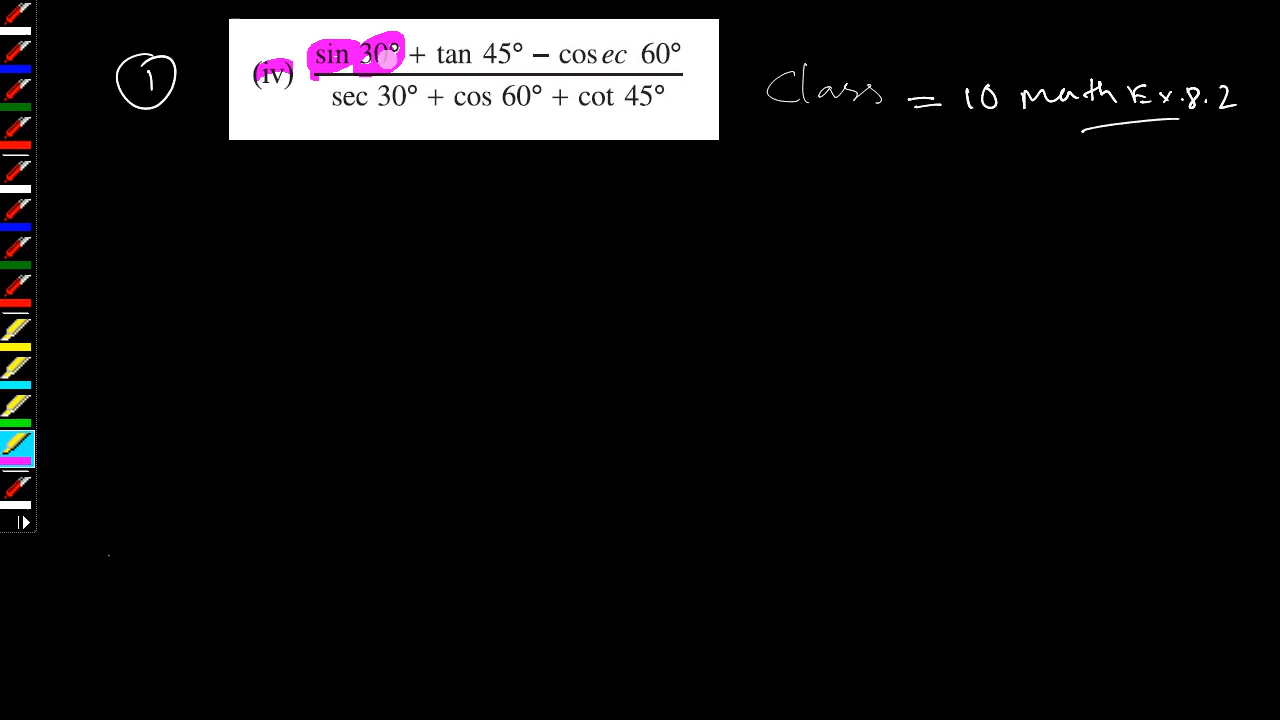 1
(iv) sin 30° + tan 45° – cosec 60°
sec 30° + cos 60° + cot 45°
Class = 10 math Ex.8.2